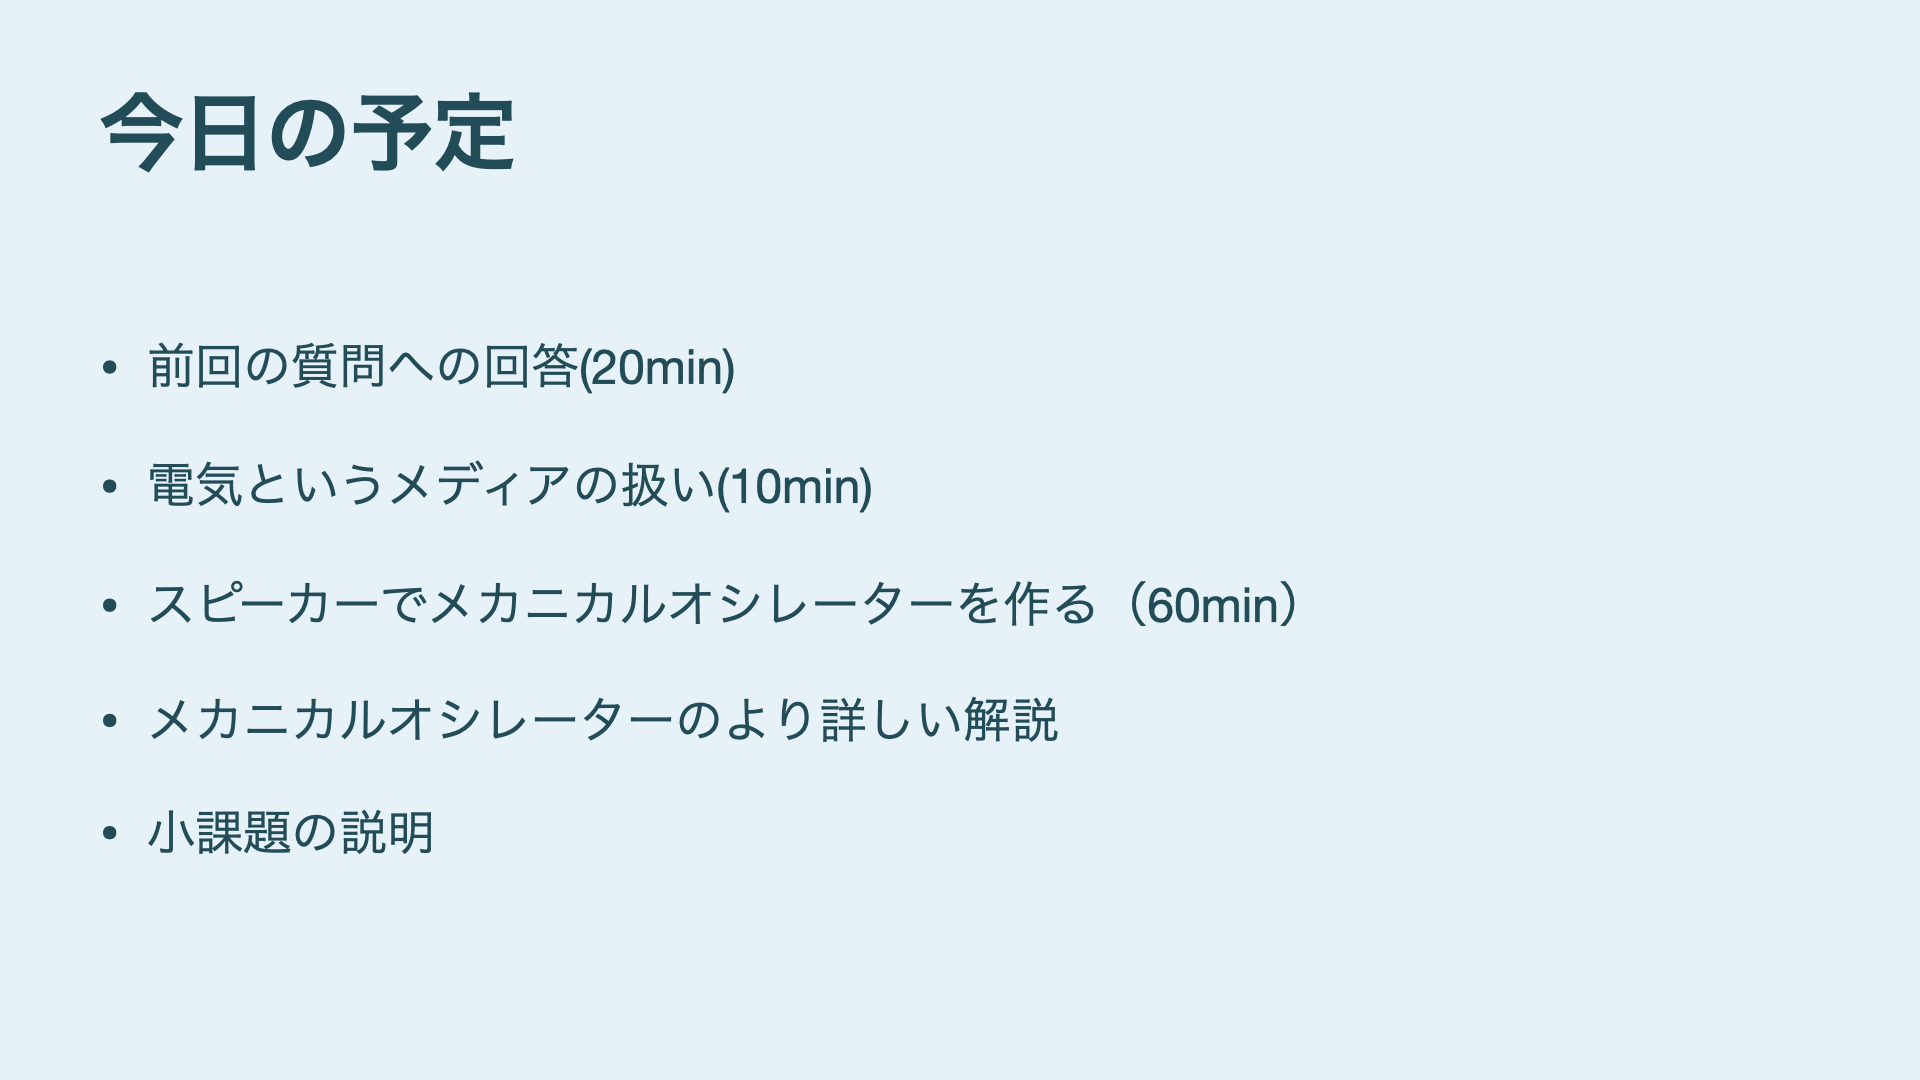 今日の予定
• 前回の質問への回答(20min)
• 電気というメディアの扱い(10min)
• スピーカーでメカニカルオシレーターを作る（60min）
• メカニカルオシレーターのより詳しい解説
• 小課題の説明